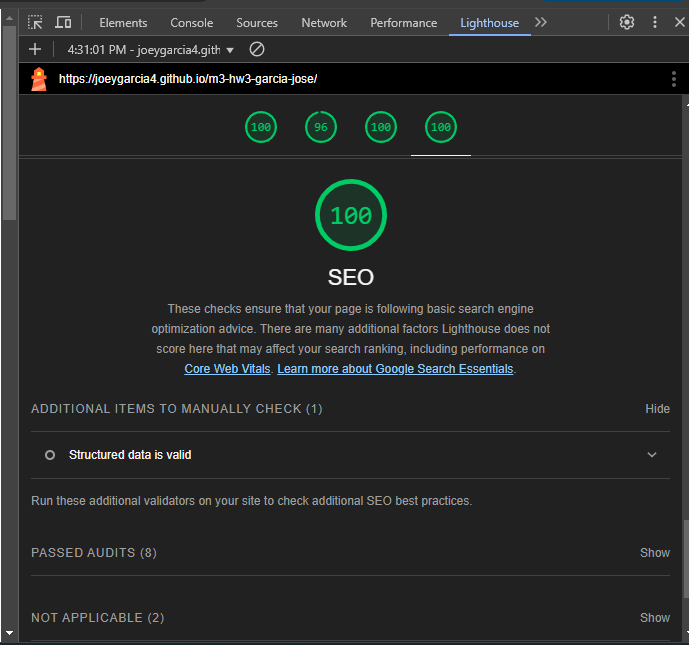 Elements Console Sources Network Performance Lighthouse
4:31:01 PM - joeygarcia4.gith
https://joeygarcia4.github.io/m3-hw3-garcia-jose/
100 96 100 100
100
SEO
These checks ensure that your page is following basic search engine
optimization advice. There are many additional factors Lighthouse does not
score here that may affect your search ranking, including performance on
Core Web Vitals. Learn more about Google Search Essentials.
ADDITIONAL ITEMS TO MANUALLY CHECK (1) Hide
Structured data is valid
Run these additional validators on your site to check additional SEO best practices.
PASSED AUDITS (8) Show
NOT APPLICABLE (2) Show